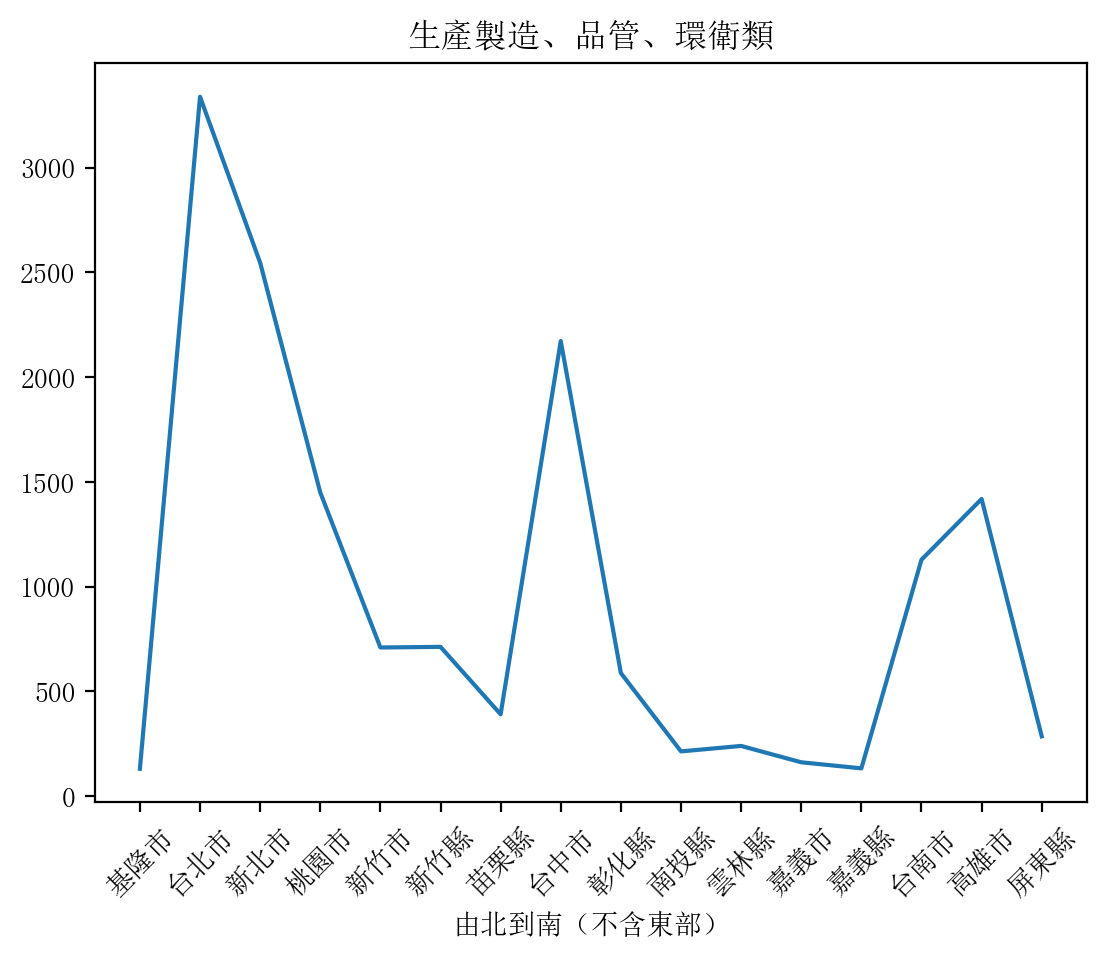 生產製造、品管、環衛類
3000
2500
2000
1500
1000
500
0
基隆市
台北市
新北市
桃園市
新竹市
新竹縣
苗栗縣
台中市
彰化縣
南投縣
雲林縣
嘉義市
嘉義縣
台南市
高雄市
屏東縣
由北到南（不含東部）